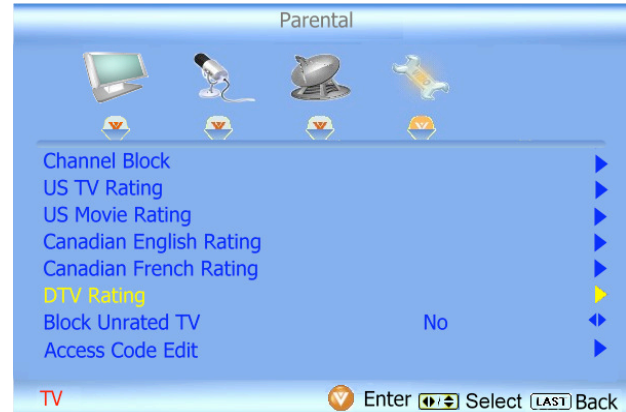 Parental
Channel Block
US TV Rating
US Movie Rating
Canadian English Rating
Canadian French Rating
DTV Rating
Block Unrated TV No
Access Code Edit
TV Enter Select LAST Back